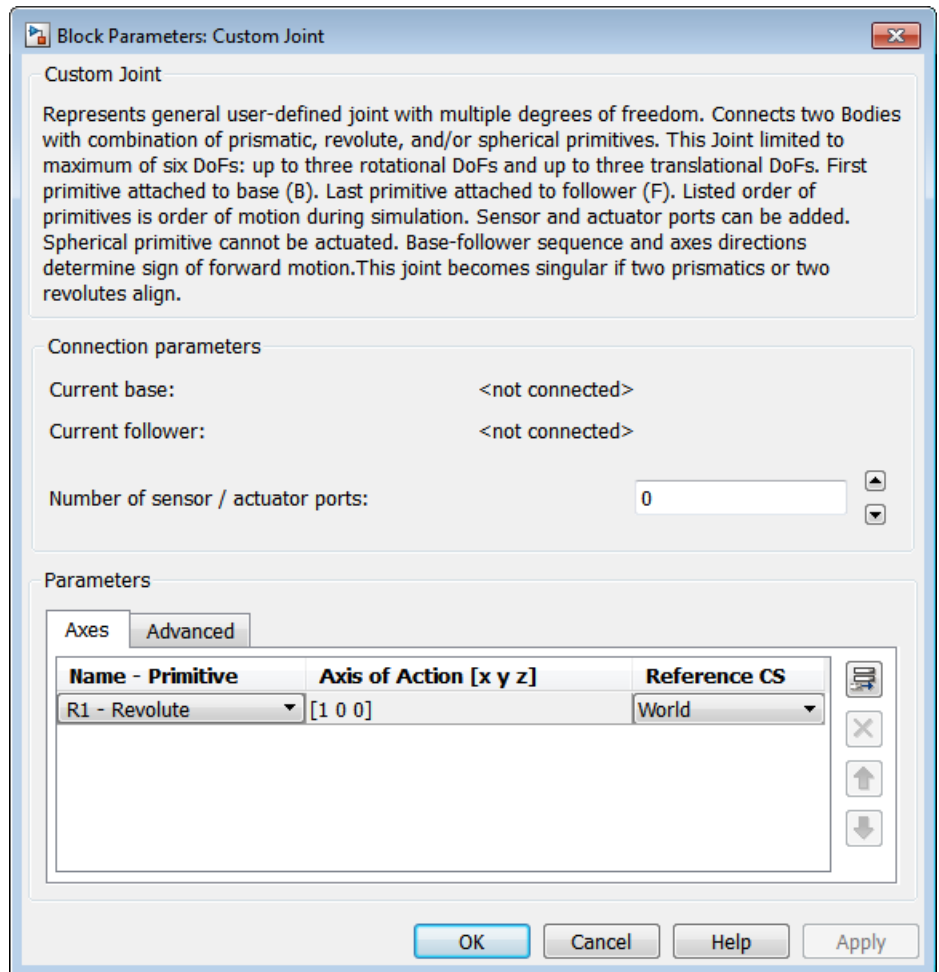 Block Parameters: Custom Joint
Custom Joint
Represents general user-defined joint with multiple degrees of freedom. Connects two Bodies
with combination of prismatic, revolute, and/or spherical primitives. This Joint limited to
maximum of six DoFs: up to three rotational DoFs and up to three translational DoFs. First
primitive attached to base (B). Last primitive attached to follower (F). Listed order of
primitives is order of motion during simulation. Sensor and actuator ports can be added.
Spherical primitive cannot be actuated. Base-follower sequence and axes directions
determine sign of forward motion.This joint becomes singular if two prismatics or two
revolutes align.
Connection parameters
Current base: <not connected>
Current follower: <not connected>
Number of sensor / actuator ports: 0
Parameters
Axes Advanced
Name - Primitive Axis of Action [x y z] Reference CS
R1 - Revolute [1 0 0] World
OK Cancel Help Apply